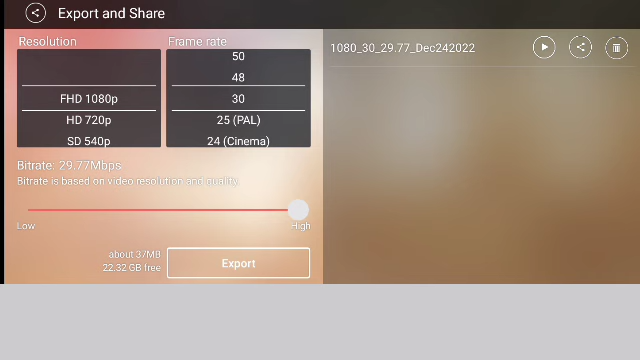 Export and Share
Resolution
Frame rate
50
48
FHD 1080p
30
HD 720p
25 (PAL)
SD 540p
24 (Cinema)
Bitrate: 29.77Mbps
Bitrate is based on video resolution and quality.
Low
High
about 37MB
22.32 GB free
Export
1080_30_29.77_Dec242022